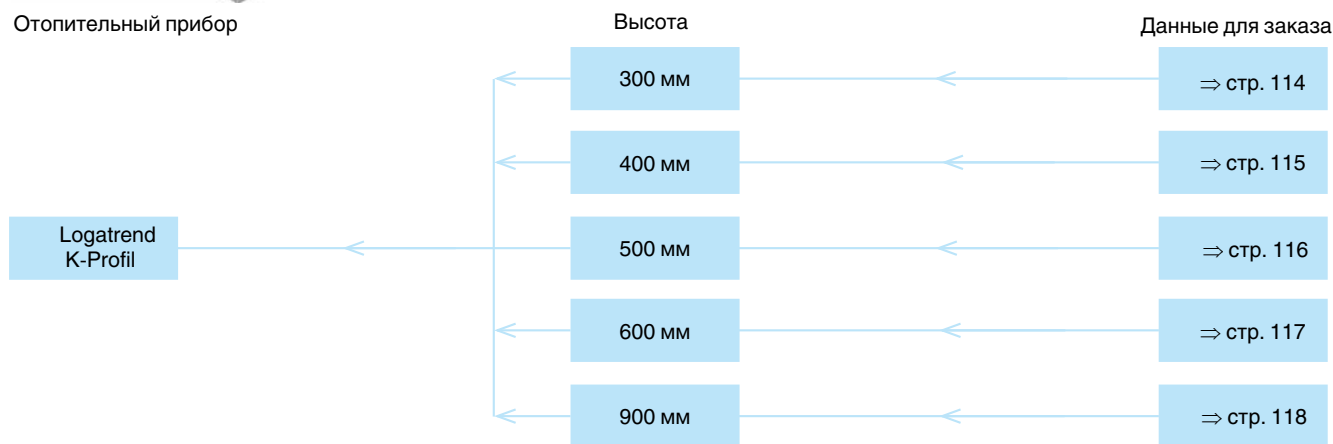 Отопительный прибор
Высота
Данные для заказа
300 мм
⇒ стр. 114
400 мм
⇒ стр. 115
Logatrend
K-Profil
500 мм
⇒ стр. 116
600 мм
⇒ стр. 117
900 мм
⇒ стр. 118